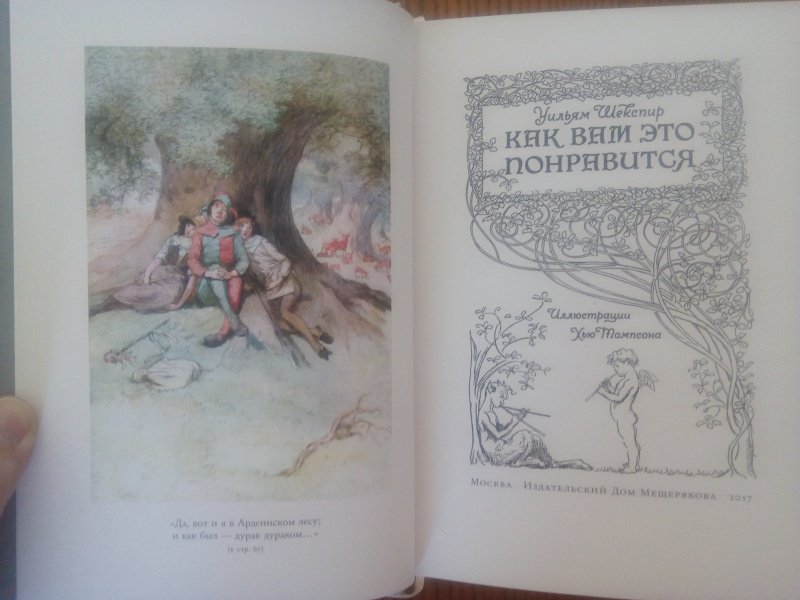 «Да, вот и я в Арденнском лесу;
и как был — дурак дураком...»
(к стр. 67)
Уильям Шекспир
КАК ВАМ ЭТО
ПОНРАВИТСЯ
Иллюстрации
Хью Томпсона
Москва Издательский Дом Мещерякова 2017